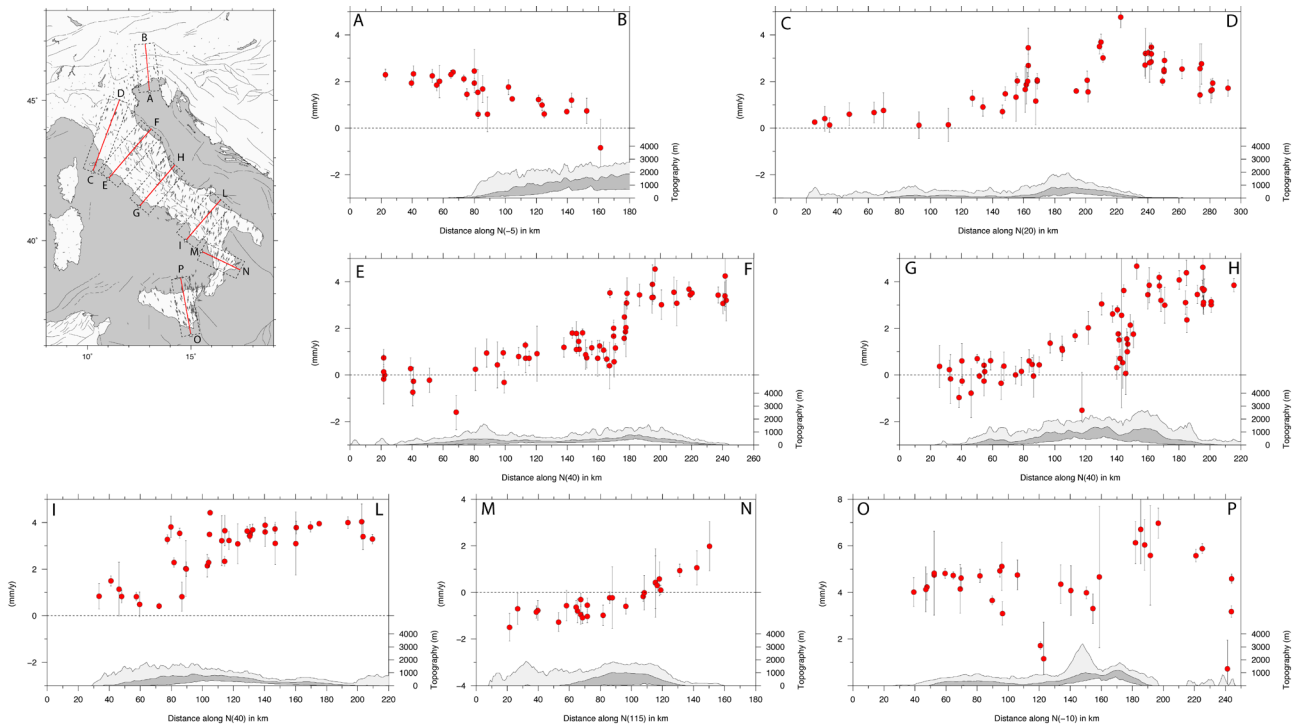 A B
4
2
0
−2
(mm/y)
4000
3000
2000
1000
0
Topography (m)
0 20 40 60 80 100 120 140 160 180
Distance along N(−5) in km
C D
4
2
0
−2
(mm/y)
4000
3000
2000
1000
0
Topography (m)
0 20 40 60 80 100 120 140 160 180 200 220 240 260 280 300
Distance along N(20) in km
B
A
D
F
H
C
E
L
G
I
M
N
P
O
45˚
40˚
10˚ 15˚
E F
4
2
0
−2
(mm/y)
4000
3000
2000
1000
0
Topography (m)
0 20 40 60 80 100 120 140 160 180 200 220 240 260
Distance along N(40) in km
G H
4
2
0
−2
(mm/y)
4000
3000
2000
1000
0
Topography (m)
0 20 40 60 80 100 120 140 160 180 200 220
Distance along N(40) in km
I L
4
2
0
−2
(mm/y)
4000
3000
2000
1000
0
Topography (m)
0 20 40 60 80 100 120 140 160 180 200 220
Distance along N(40) in km
M N
4
2
0
−2
−4
(mm/y)
4000
3000
2000
1000
0
Topography (m)
0 20 40 60 80 100 120 140 160 180
Distance along N(115) in km
O P
8
6
4
2
0
(mm/y)
4000
3000
2000
1000
0
Topography (m)
0 20 40 60 80 100 120 140 160 180 200 220 240
Distance along N(−10) in km